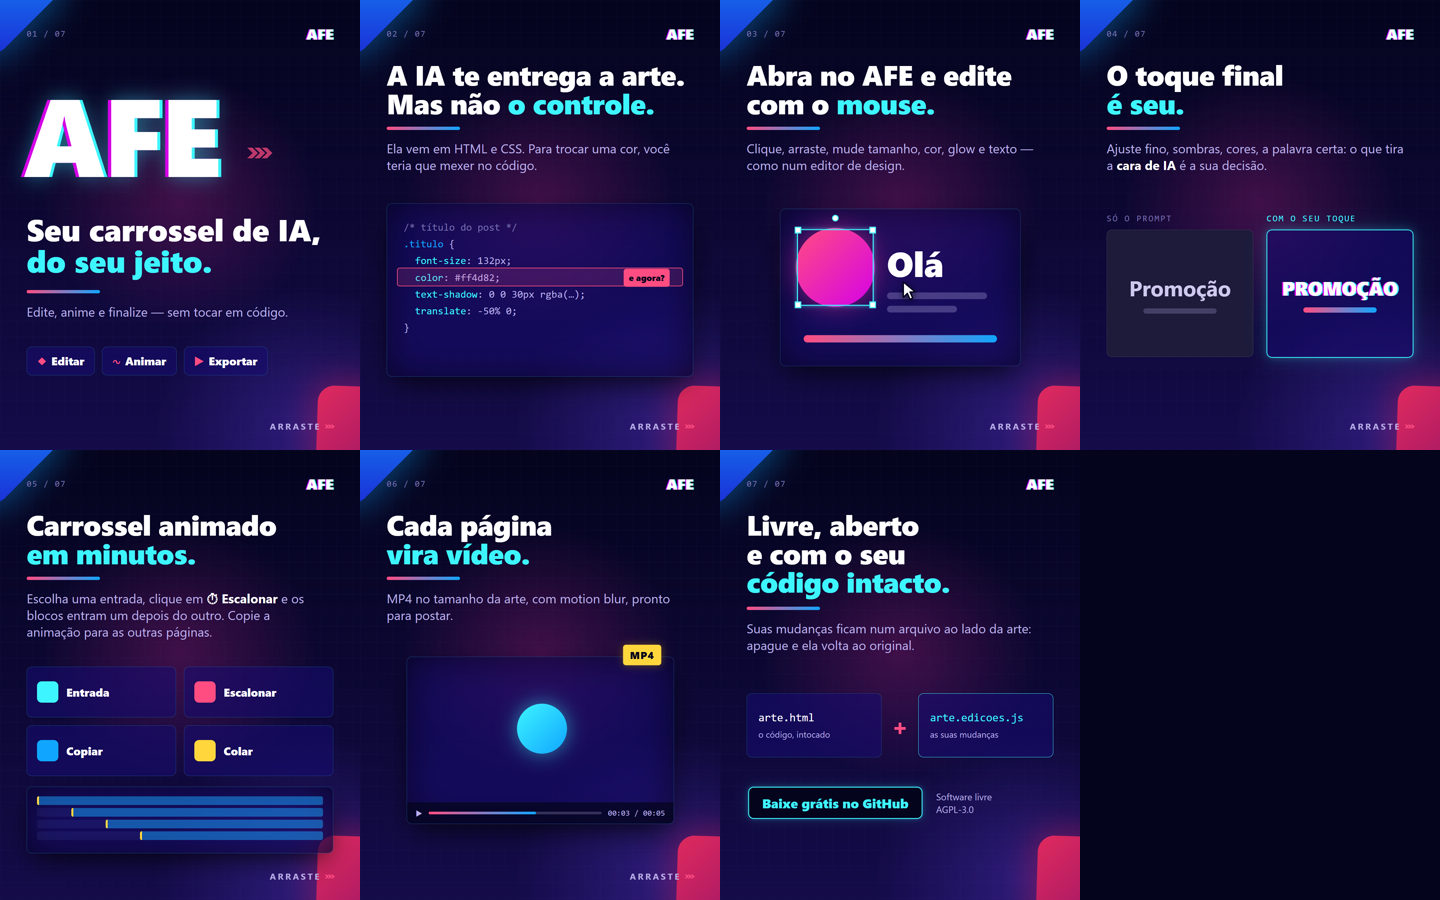 01 / 07
AFE
AFE
Seu carrossel de IA,
do seu jeito.
Edite, anime e finalize — sem tocar em código.
Editar
Animar
Exportar
ARRASTE
02 / 07
AFE
A IA te entrega a arte.
Mas não o controle.
Ela vem em HTML e CSS. Para trocar uma cor, você
teria que mexer no código.
/* título do post */
.titulo {
font-size: 132px;
color: #ff4d82;
e agora?
text-shadow: 0 0 30px rgba(…);
translate: -50% 0;
}
ARRASTE
03 / 07
AFE
Abra no AFE e edite
com o mouse.
Clique, arraste, mude tamanho, cor, glow e texto —
como num editor de design.
Olá
ARRASTE
04 / 07
AFE
O toque final
é seu.
Ajuste fino, sombras, cores, a palavra certa: o que tira
a cara de IA é a sua decisão.
SÓ O PROMPT
Promoção
COM O SEU TOQUE
PROMOÇÃO
ARRASTE
05 / 07
AFE
Carrossel animado
em minutos.
Escolha uma entrada, clique em ⏱ Escalonar e os
blocos entram um depois do outro. Copie a
animação para as outras páginas.
Entrada
Escalonar
Copiar
Colar
ARRASTE
06 / 07
AFE
Cada página
vira vídeo.
MP4 no tamanho da arte, com motion blur, pronto
para postar.
MP4
00:03 / 00:05
ARRASTE
07 / 07
AFE
Livre, aberto
e com o seu
código intacto.
Suas mudanças ficam num arquivo ao lado da arte:
apague e ela volta ao original.
arte.html
o código, intocado
+
arte.edicoes.js
as suas mudanças
Baixe grátis no GitHub
Software livre
AGPL-3.0